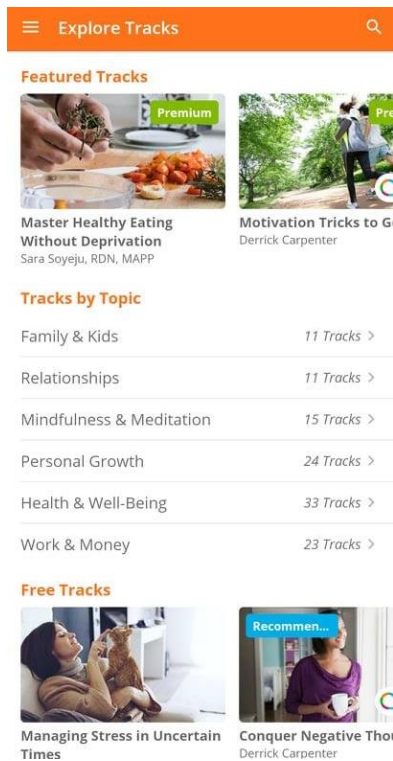 Explore Tracks
Featured Tracks
Premium
Master Healthy Eating
Without Deprivation
Sara Soyeju, RDN, MAPP
Motivation Tricks to
Derrick Carpenter
Tracks by Topic
Family & Kids 11 Tracks
Relationships 11 Tracks
Mindfulness & Meditation 15 Tracks
Personal Growth 24 Tracks
Health & Well-Being 33 Tracks
Work & Money 23 Tracks
Free Tracks
Managing Stress in Uncertain
Times
Recommen...
Conquer Negative
Derrick Carpenter